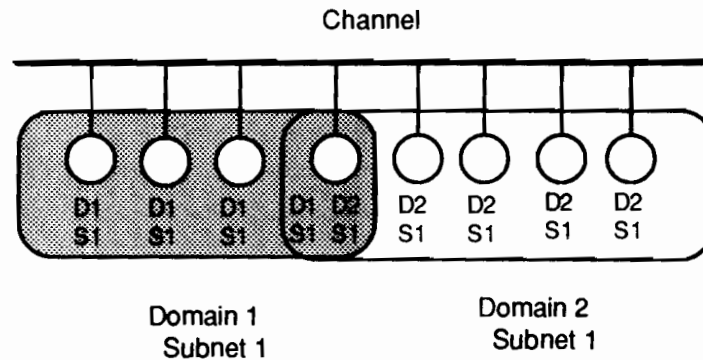 Channel
D1 D1 D1 D1 D2 D2 D2 D2 D2
S1 S1 S1 S1 S1 S1 S1 S1 S1
Domain 1 Domain 2
Subnet 1 Subnet 1